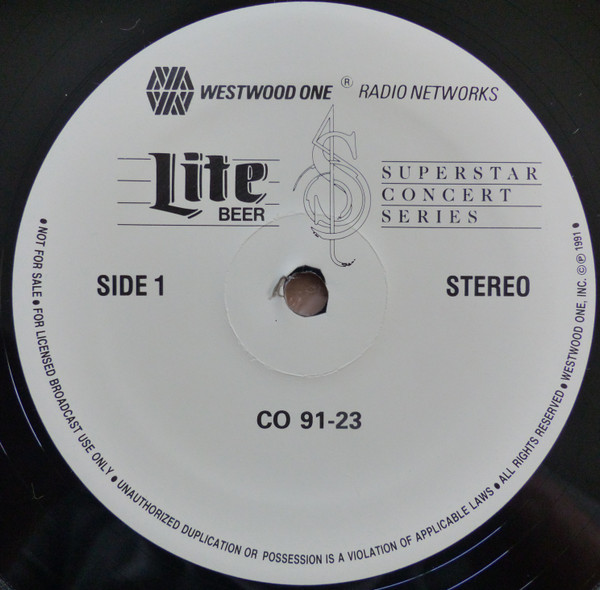 WESTWOOD ONE ® RADIO NETWORKS
Lite
BEER
SUPERSTAR
CONCERT
SERIES
SIDE 1
STEREO
CO 91-23
• NOT FOR SALE • FOR LICENSED BROADCAST USE ONLY • UNAUTHORIZED DUPLICATION OR POSSESSION IS A VIOLATION OF APPLICABLE LAWS • ALL RIGHTS RESERVED • WESTWOOD ONE, INC. © ℗ 1991 •